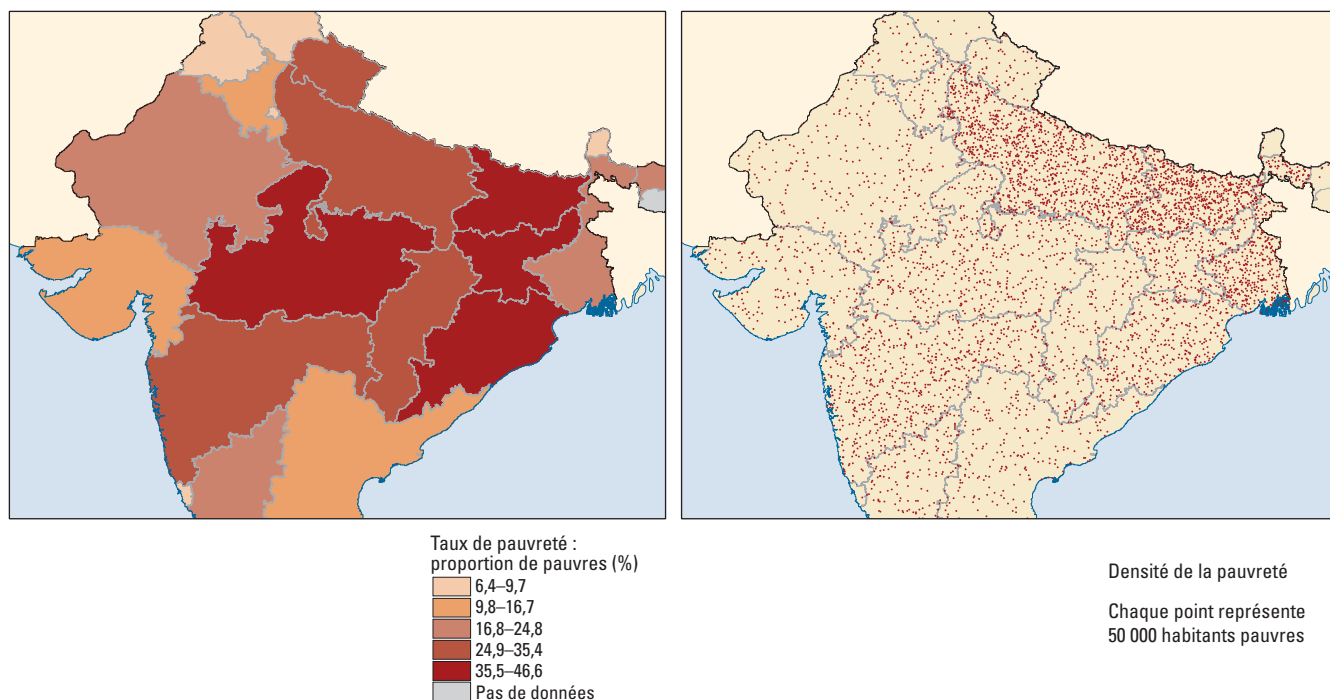 Taux de pauvreté :
proportion de pauvres (%)
6,4–9,7
9,8–16,7
16,8–24,8
24,9–35,4
35,5–46,6
Pas de données
Densité de la pauvreté
Chaque point représente
50 000 habitants pauvres